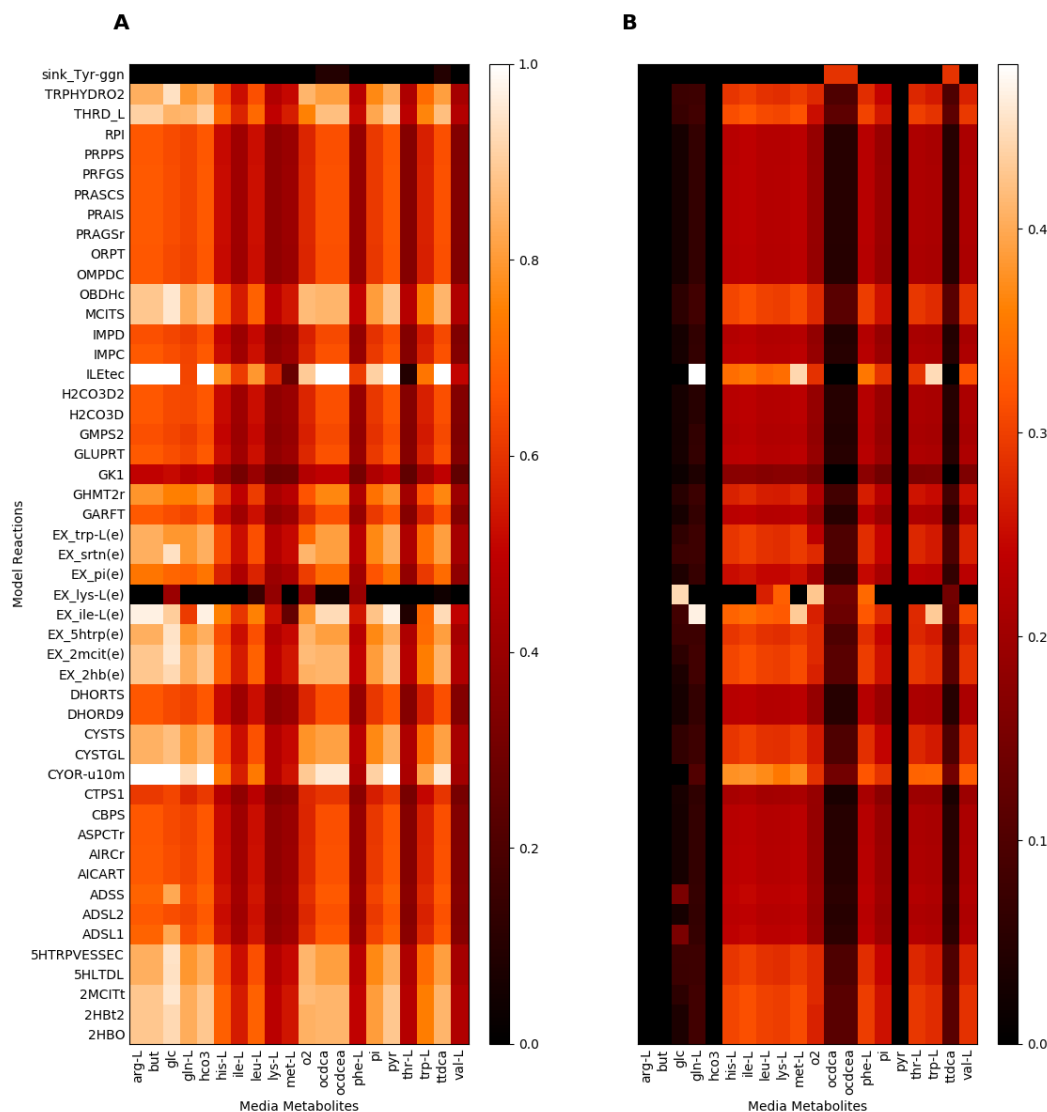 A
B
sink_Tyr-ggn
TRPHYDRO2
THRD_L
RPI
PRPPS
PRFGS
PRASCS
PRAIS
PRAGSr
ORPT
OMPDC
OBDHc
MCITS
IMPD
IMPC
ILEtec
H2CO3D2
H2CO3D
GMPS2
GLUPRT
GK1
GHMT2r
GARFT
EX_trp-L(e)
EX_srtn(e)
EX_pi(e)
EX_lys-L(e)
EX_ile-L(e)
EX_5htrp(e)
EX_2mcit(e)
EX_2hb(e)
DHORTS
DHORD9
CYSTS
CYSTGL
CYOR-u10m
CTPS1
CBPS
ASPCTr
AIRCr
AICART
ADSS
ADSL2
ADSL1
5HTRPVESSEC
5HLTDL
2MCITt
2HBt2
2HBO
Model Reactions
arg-L but glc gln-L hco3 his-L ile-L leu-L lys-L met-L o2 ocdca ocdcea phe-L pi pyr thr-L trp-L ttdca val-L
Media Metabolites
1.0
0.8
0.6
0.4
0.2
0.0
arg-L but glc gln-L hco3 his-L ile-L leu-L lys-L met-L o2 ocdca ocdcea phe-L pi pyr thr-L trp-L ttdca val-L
Media Metabolites
0.4
0.3
0.2
0.1
0.0